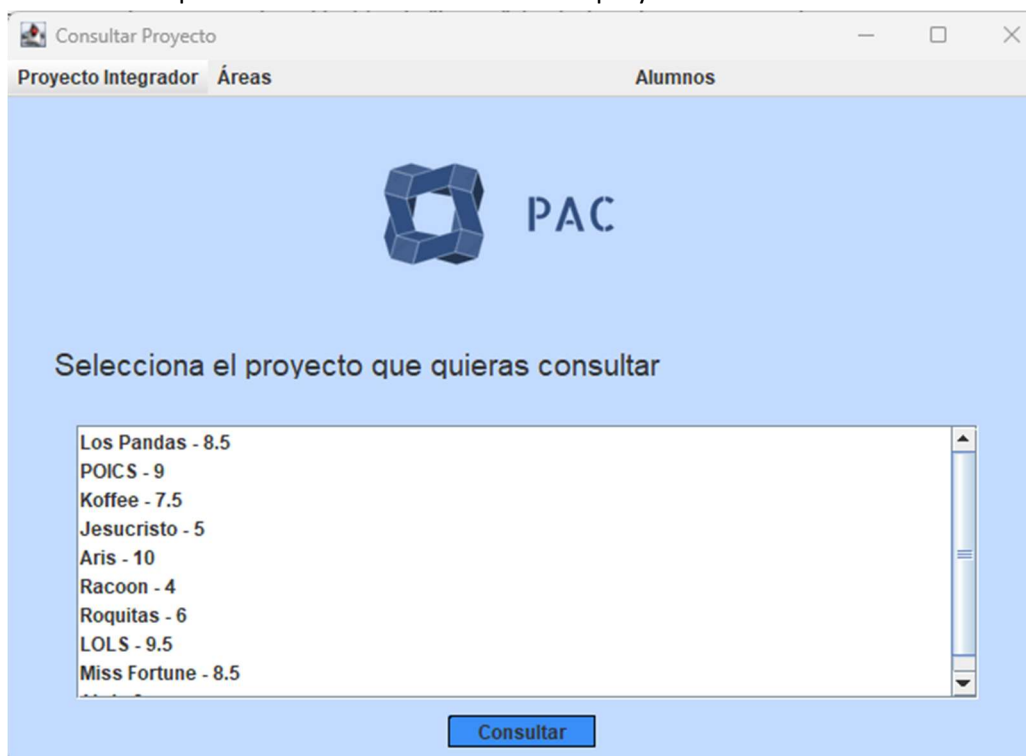 Consultar Proyecto
Proyecto Integrador Áreas Alumnos
PAC
Selecciona el proyecto que quieras consultar
Los Pandas - 8.5
POICS - 9
Koffee - 7.5
Jesucristo - 5
Aris - 10
Racoon - 4
Roquitas - 6
LOLS - 9.5
Miss Fortune - 8.5
Consultar